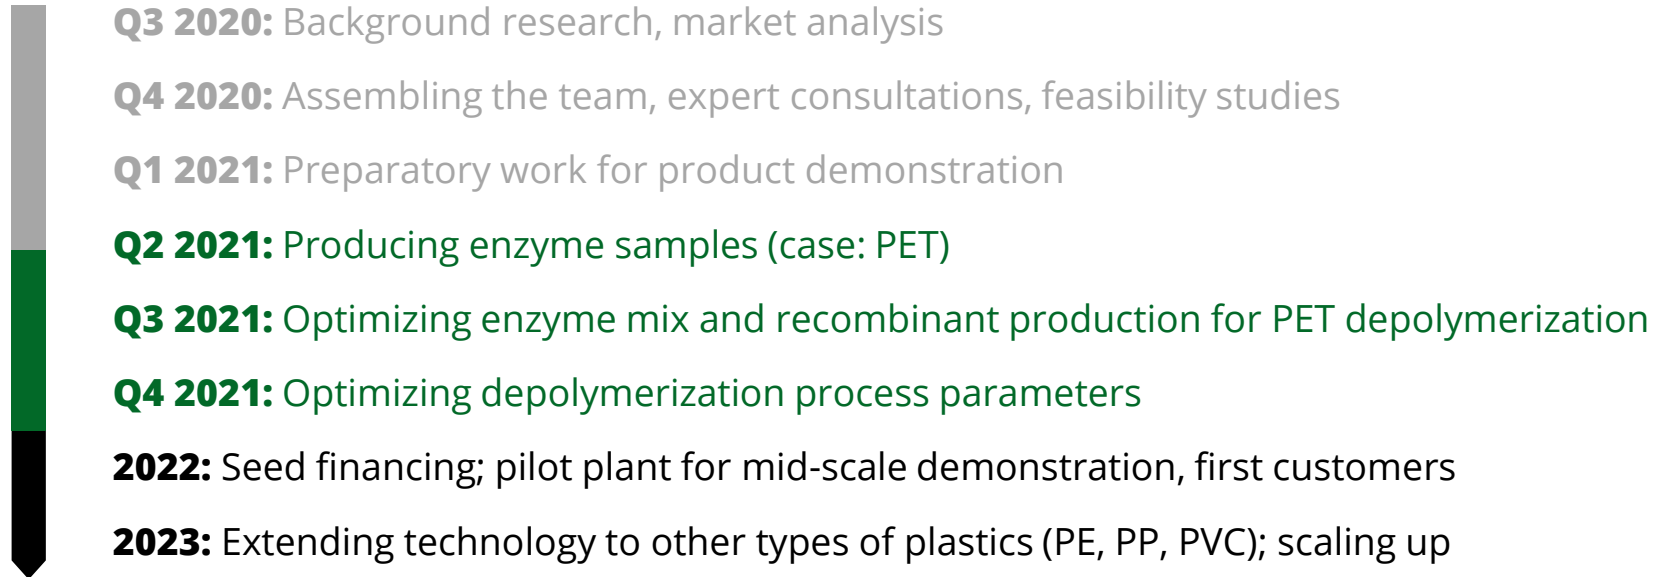 Q3 2020: Background research, market analysis
Q4 2020: Assembling the team, expert consultations, feasibility studies
Q1 2021: Preparatory work for product demonstration
Q2 2021: Producing enzyme samples (case: PET)
Q3 2021: Optimizing enzyme mix and recombinant production for PET depolymerization
Q4 2021: Optimizing depolymerization process parameters
2022: Seed financing; pilot plant for mid-scale demonstration, first customers
2023: Extending technology to other types of plastics (PE, PP, PVC); scaling up